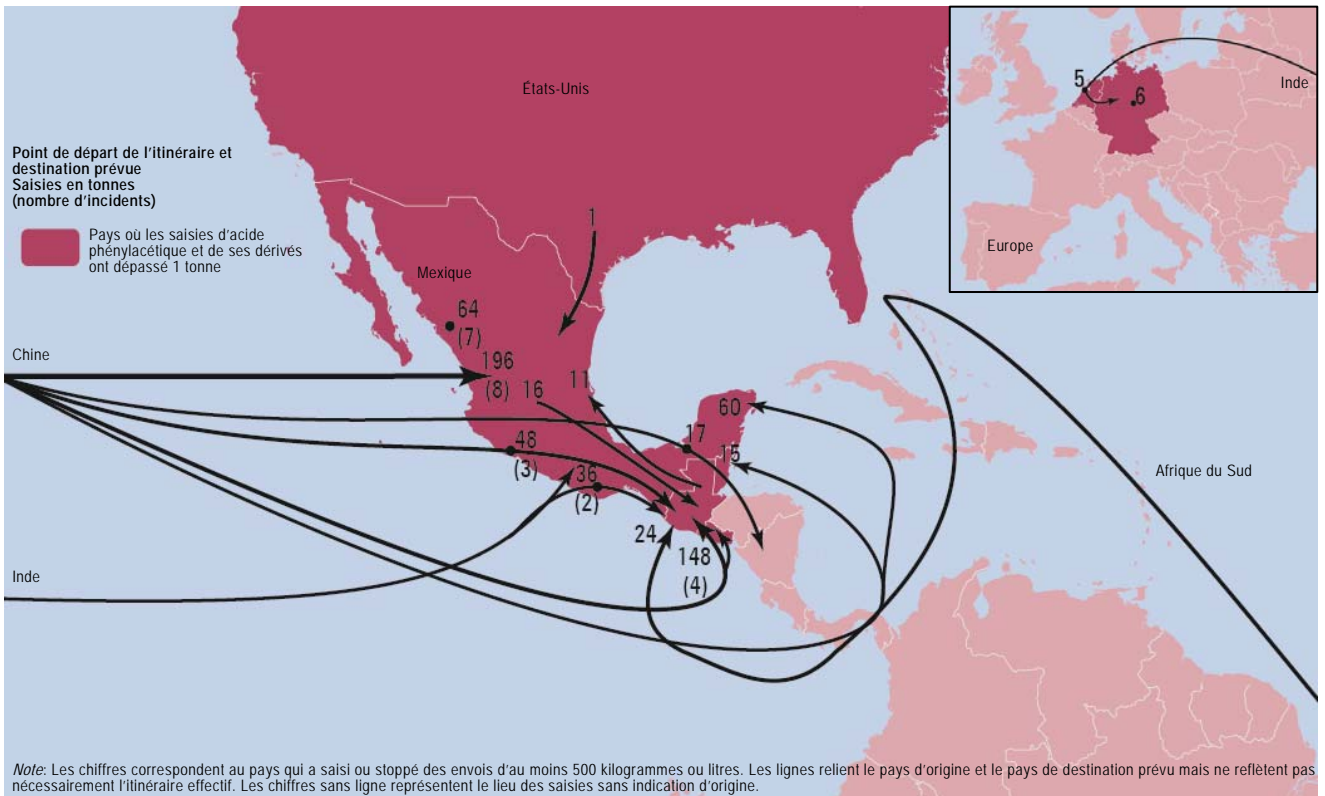 États-Unis
Point de départ de l'itinéraire et
destination prévue
Saisies en tonnes
(nombre d'incidents)
Pays où les saisies d'acide
phénylacétique et de ses dérivés
ont dépassé 1 tonne
5
6
Inde
Europe
1
Mexique
64
(7)
Chine
196
(8)
16
11
60
17
15
48
(3)
36
(2)
24
148
(4)
Afrique du Sud
Inde
Note: Les chiffres correspondent au pays qui a saisi ou stoppé des envois d'au moins 500 kilogrammes ou litres. Les lignes relient le pays d'origine et le pays de destination prévu mais ne reflètent pas
nécessairement l'itinéraire effectif. Les chiffres sans ligne représentent le lieu des saisies sans indication d'origine.